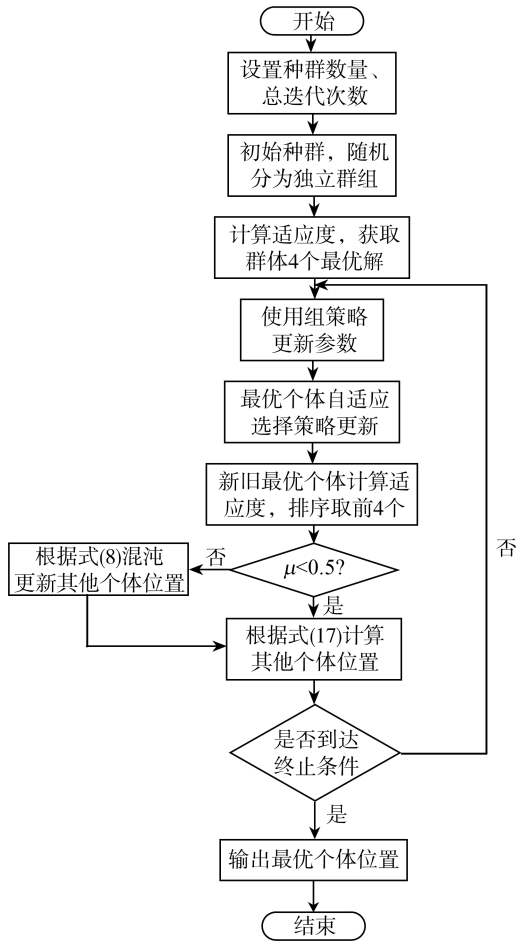 开始
设置种群数量、
总迭代次数
初始种群，随机
分为独立群组
计算适应度，获取
群体4个最优解
使用组策略
更新参数
最优个体自适应
选择策略更新
新旧最优个体计算适
应度，排序取前4个
μ<0.5?
否
根据式(8)混沌
更新其他个体位置
是
根据式(17)计算
其他个体位置
是否到达
终止条件
否
是
输出最优个体位置
结束